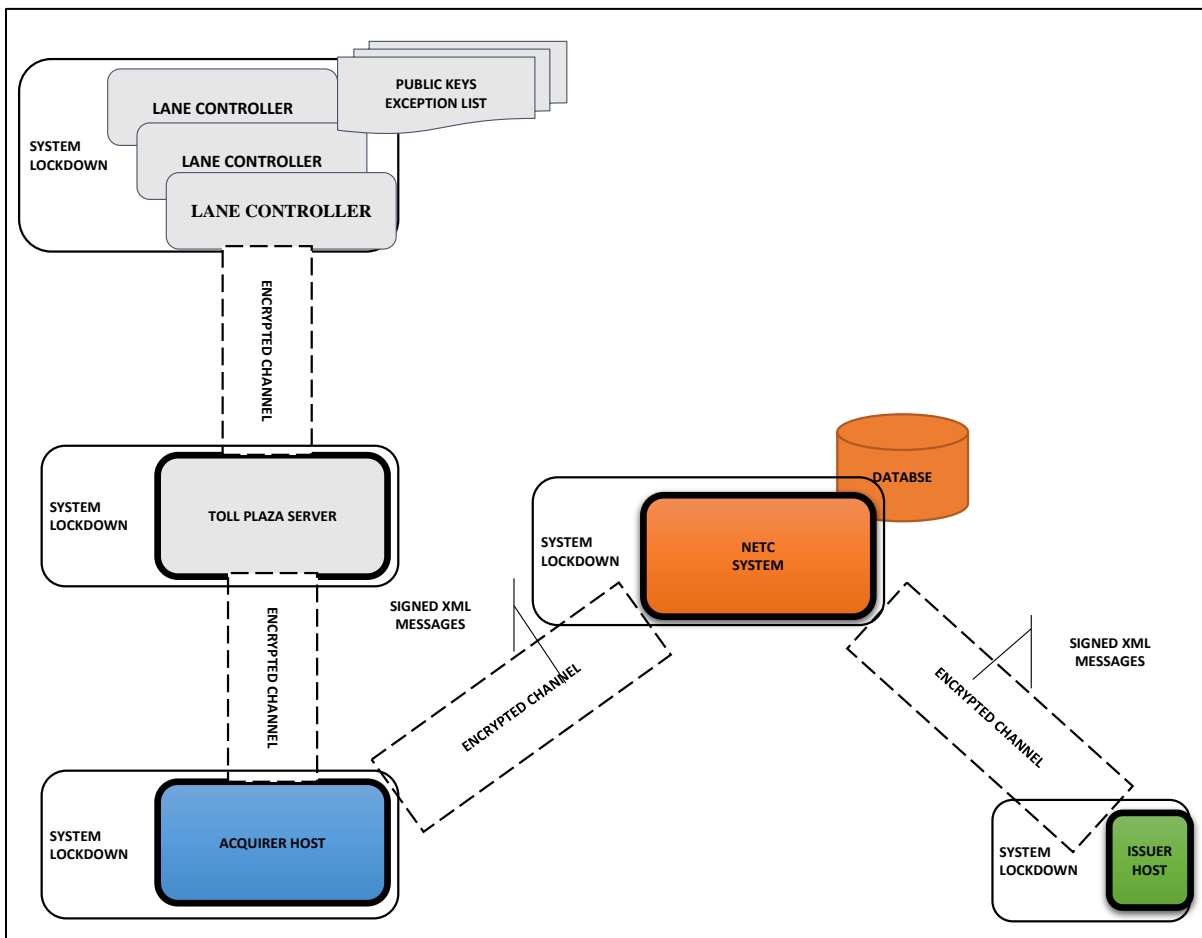 PUBLIC KEYS
EXCEPTION LIST
LANE CONTROLLER
SYSTEM
LOCKDOWN
LANE CONTROLLER
LANE CONTROLLER
ENCRYPTED CHANNEL
SYSTEM
LOCKDOWN
TOLL PLAZA SERVER
DATABSE
SYSTEM
LOCKDOWN
NETC
SYSTEM
ENCRYPTED CHANNEL
SIGNED XML
MESSAGES
ENCRYPTED CHANNEL
SIGNED XML
MESSAGES
ENCRYPTED CHANNEL
SYSTEM
LOCKDOWN
ACQUIRER HOST
SYSTEM
LOCKDOWN
ISSUER
HOST